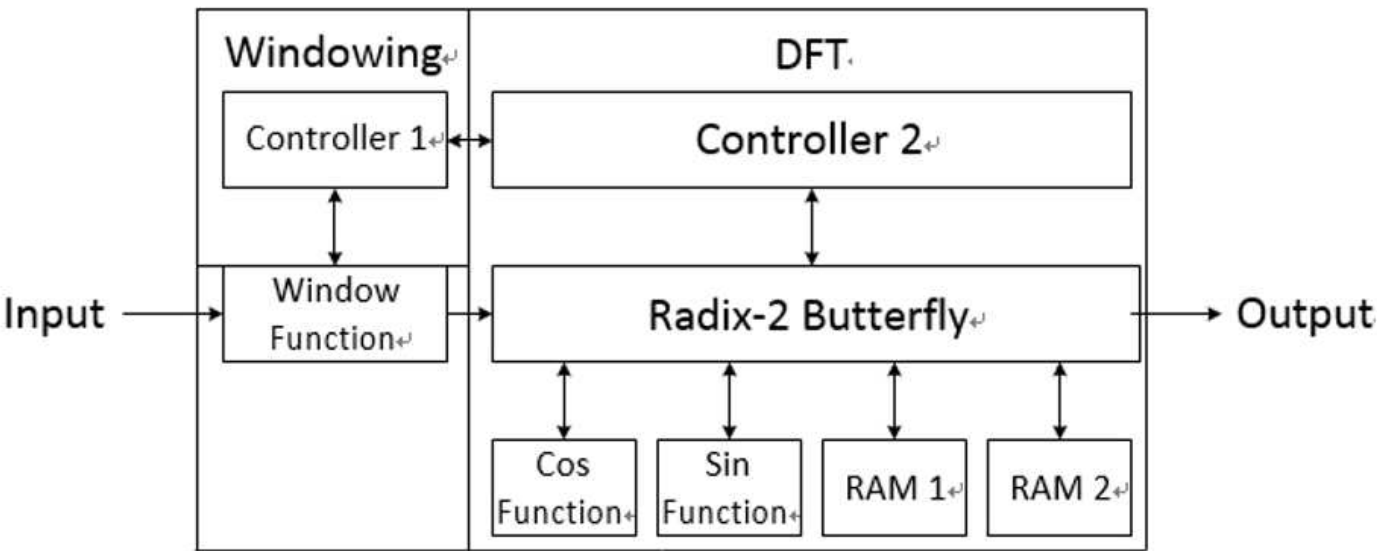 Windowing
DFT
Controller 1
Controller 2
Input
Window
Function
Radix-2 Butterfly
Output
Cos
Function
Sin
Function
RAM 1
RAM 2